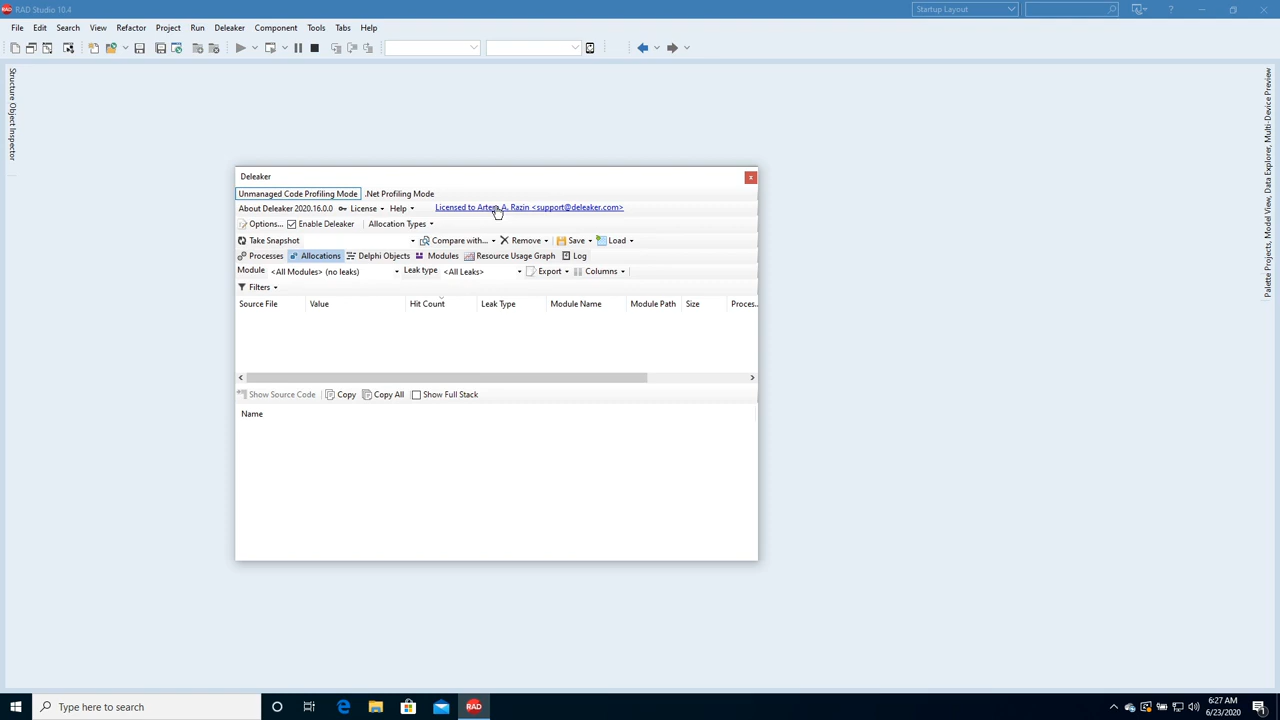 RAD Studio 10.4
Startup Layout
File Edit Search View Refactor Project Run Deleaker Component Tools Tabs Help
Structure Object Inspector
Palette Projects, Model View, Data Explorer, Multi-Device Preview
Deleaker
Unmanaged Code Profiling Mode .Net Profiling Mode
About Deleaker 2020.16.0.0 License Help Licensed to Artem A. Razin <support@deleaker.com>
Options... Enable Deleaker Allocation Types
Take Snapshot Compare with... Remove Save Load
Processes Allocations Delphi Objects Modules Resource Usage Graph Log
Module <All Modules> (no leaks) Leak type <All Leaks> Export Columns
Filters
Source File Value Hit Count Leak Type Module Name Module Path Size Proces...
Show Source Code Copy Copy All Show Full Stack
Name
Type here to search
RAD
6:27 AM
6/23/2020
1